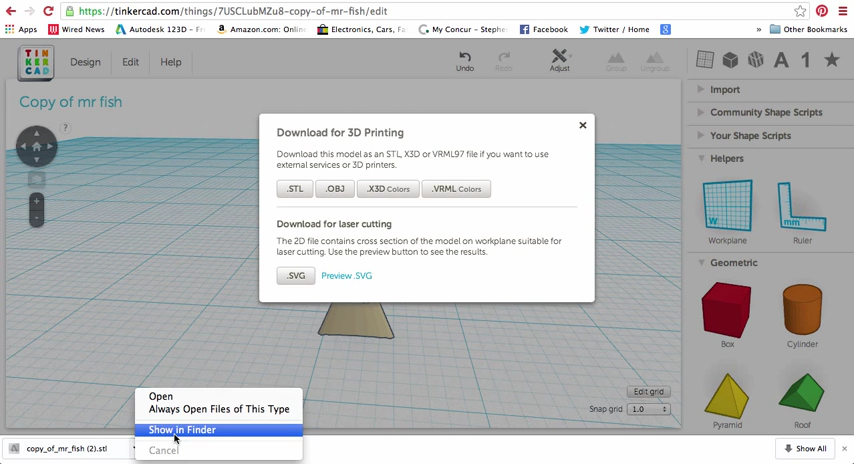 https://tinkercad.com/things/7USCLubMZu8-copy-of-mr-fish/edit
Apps Wired News Autodesk 123D - Fr Amazon.com: Online Electronics, Cars, Fa My Concur - Stephe Facebook Twitter / Home » Other Bookmarks
TIN
KER
CAD
Design Edit Help
Undo Redo Adjust Group Ungroup
Copy of mr fish
?
Download for 3D Printing
Download this model as an STL, X3D or VRML97 file if you want to use
external services or 3D printers.
.STL .OBJ .X3D Colors .VRML Colors
Download for laser cutting
The 2D file contains cross section of the model on workplane suitable for
laser cutting. Use the preview button to see the results.
.SVG Preview .SVG
Import
Community Shape Scripts
Your Shape Scripts
Helpers
W mm
Workplane Ruler
Geometric
Box Cylinder
Pyramid Roof
Edit grid
Snap grid 1.0
Open
Always Open Files of This Type
Show in Finder
Cancel
copy_of_mr_fish (2).stl
Show All